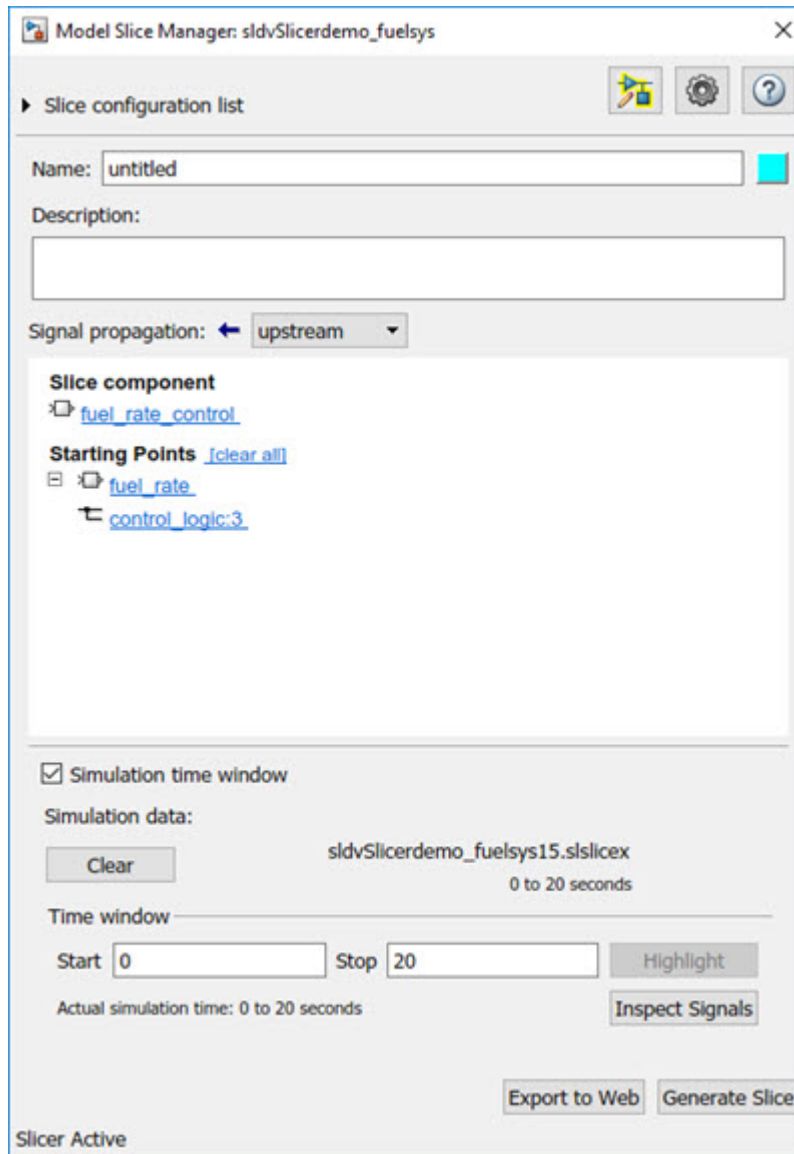 Model Slice Manager: sldvSlicerdemo_fuelsys
Slice configuration list
Name: untitled
Description:
Signal propagation: upstream
Slice component
fuel_rate_control
Starting Points [clear all]
fuel_rate
control_logic:3
Simulation time window
Simulation data:
Clear
sldvSlicerdemo_fuelsys15.slslicex
0 to 20 seconds
Time window
Start 0 Stop 20 Highlight
Actual simulation time: 0 to 20 seconds Inspect Signals
Export to Web Generate Slice
Slicer Active